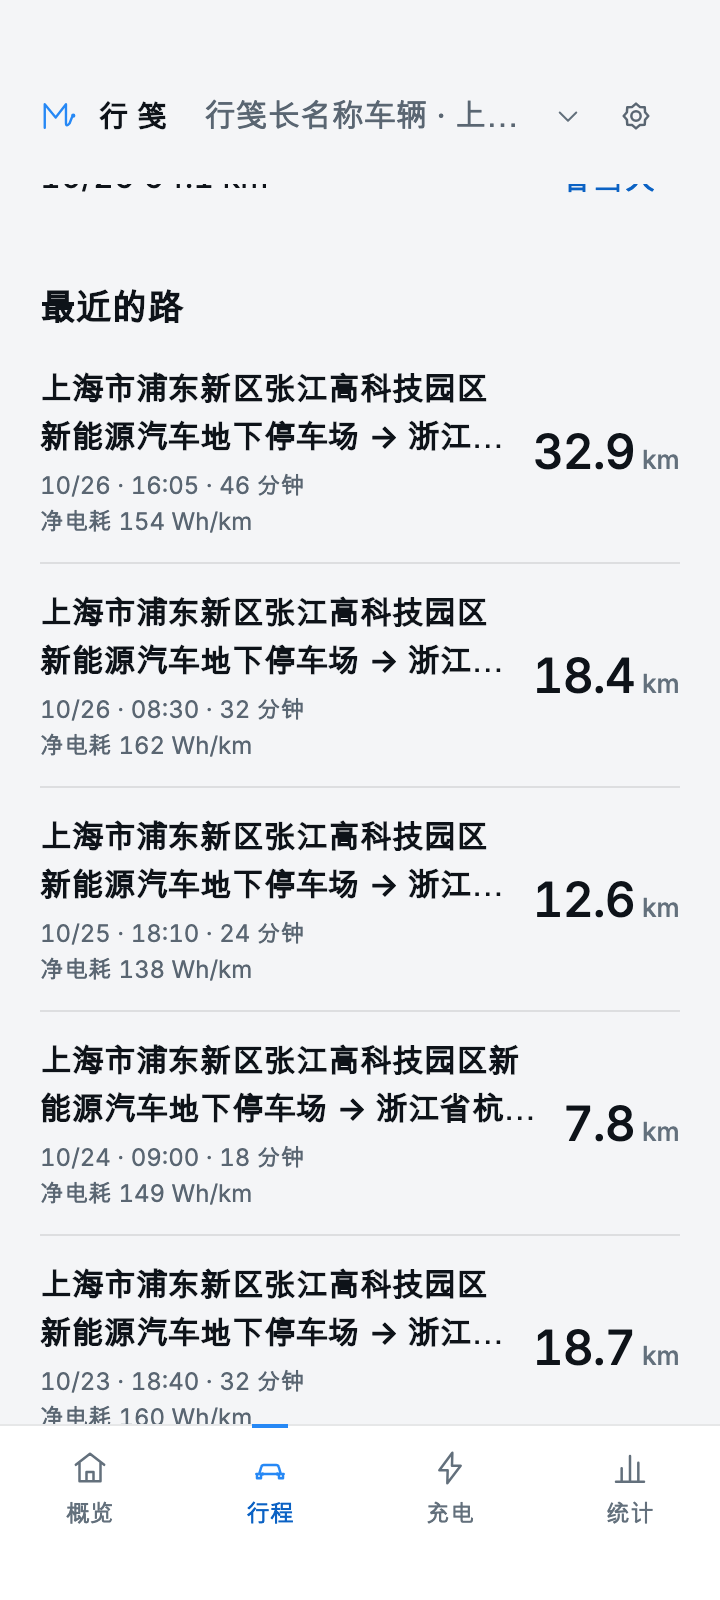 行笺 行笺长名称车辆 · 上…
最近的路
上海市浦东新区张江高科技园区
新能源汽车地下停车场 → 浙江…
32.9 km
10/26 · 16:05 · 46 分钟
净电耗 154 Wh/km
上海市浦东新区张江高科技园区
新能源汽车地下停车场 → 浙江…
18.4 km
10/26 · 08:30 · 32 分钟
净电耗 162 Wh/km
上海市浦东新区张江高科技园区
新能源汽车地下停车场 → 浙江…
12.6 km
10/25 · 18:10 · 24 分钟
净电耗 138 Wh/km
上海市浦东新区张江高科技园区新
能源汽车地下停车场 → 浙江省杭…
7.8 km
10/24 · 09:00 · 18 分钟
净电耗 149 Wh/km
上海市浦东新区张江高科技园区
新能源汽车地下停车场 → 浙江…
18.7 km
10/23 · 18:40 · 32 分钟
净电耗 160 Wh/km
概览 行程 充电 统计